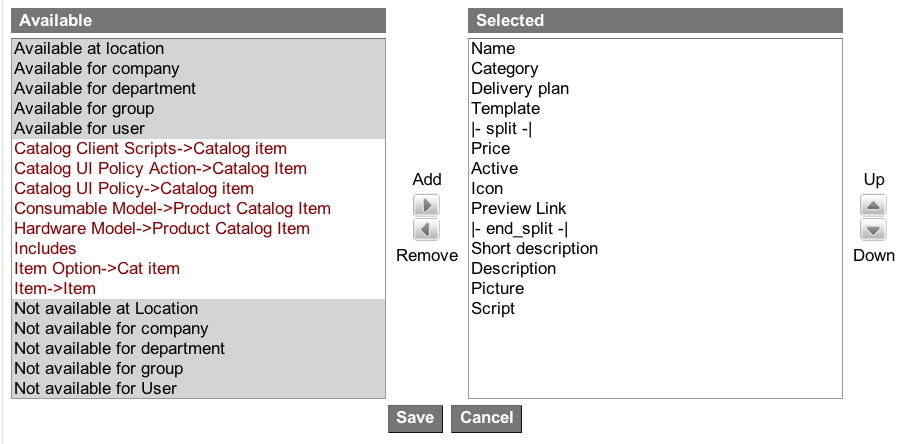 Available
Available at location
Available for company
Available for department
Available for group
Available for user
Catalog Client Scripts->Catalog item
Catalog UI Policy Action->Catalog Item
Catalog UI Policy->Catalog item
Consumable Model->Product Catalog Item
Hardware Model->Product Catalog Item
Includes
Item Option->Cat item
Item->Item
Not available at Location
Not available for company
Not available for department
Not available for group
Not available for User
Add
Remove
Selected
Name
Category
Delivery plan
Template
|- split -|
Price
Active
Icon
Preview Link
|- end_split -|
Short description
Description
Picture
Script
Up
Down
Save
Cancel